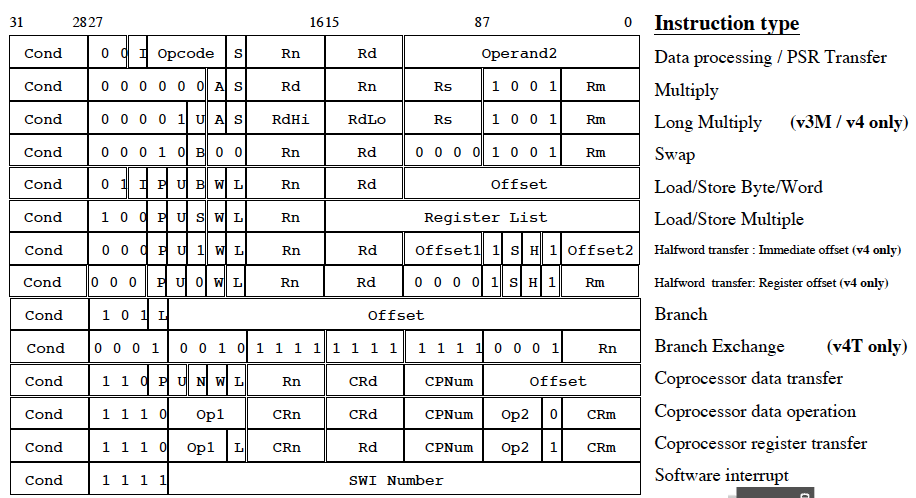 31 2827 1615 87 0 Instruction type
Cond 0 0 I Opcode S Rn Rd Operand2 Data processing / PSR Transfer
Cond 0 0 0 0 0 0 A S Rd Rn Rs 1 0 0 1 Rm Multiply
Cond 0 0 0 0 1 U A S RdHi RdLo Rs 1 0 0 1 Rm Long Multiply (v3M / v4 only)
Cond 0 0 0 1 0 B 0 0 Rn Rd 0 0 0 0 1 0 0 1 Rm Swap
Cond 0 1 I P U B W L Rn Rd Offset Load/Store Byte/Word
Cond 1 0 0 P U S W L Rn Register List Load/Store Multiple
Cond 0 0 0 P U 1 W L Rn Rd Offset1 1 S H 1 Offset2 Halfword transfer : Immediate offset (v4 only)
Cond 0 0 0 P U 0 W L Rn Rd 0 0 0 0 1 S H 1 Rm Halfword transfer: Register offset (v4 only)
Cond 1 0 1 L Offset Branch
Cond 0 0 0 1 0 0 1 0 1 1 1 1 1 1 1 1 1 1 1 1 0 0 0 1 Rn Branch Exchange (v4T only)
Cond 1 1 0 P U N W L Rn CRd CPNum Offset Coprocessor data transfer
Cond 1 1 1 0 Op1 CRn CRd CPNum Op2 0 CRm Coprocessor data operation
Cond 1 1 1 0 Op1 L CRn Rd CPNum Op2 1 CRm Coprocessor register transfer
Cond 1 1 1 1 SWI Number Software interrupt